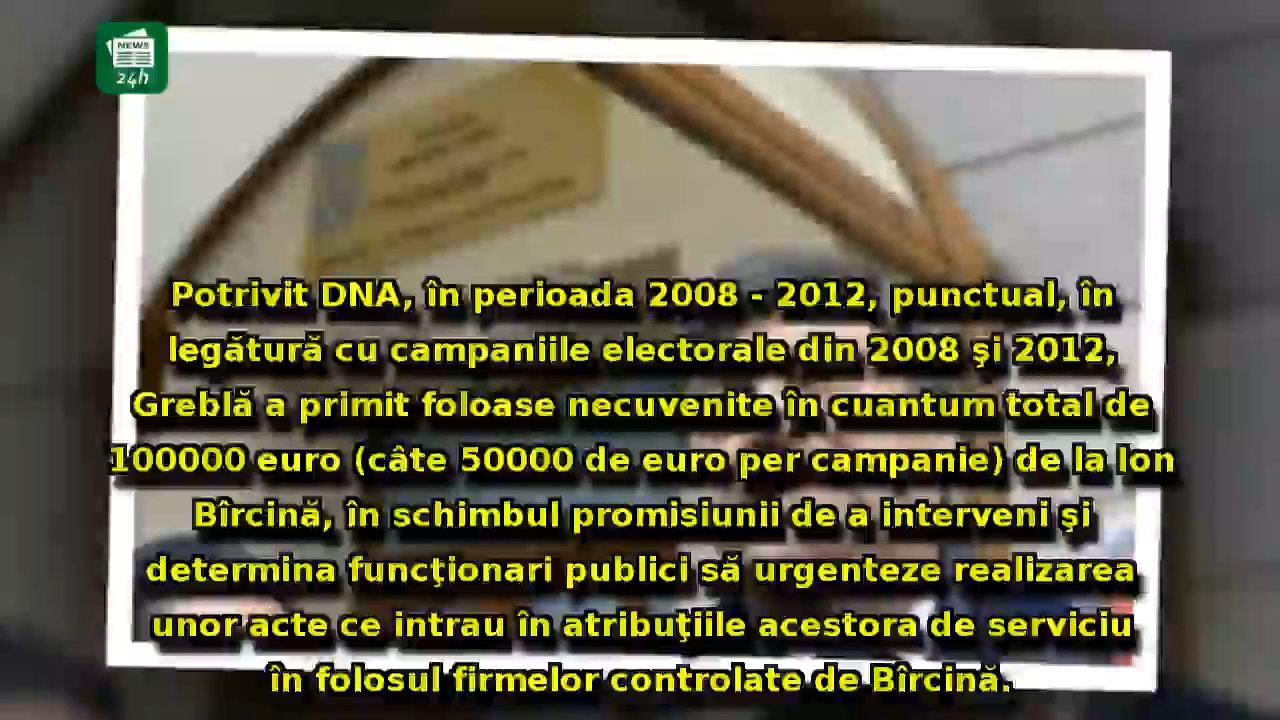 NEWS
24h
Potrivit DNA, în perioada 2008 - 2012, punctual, în
legătură cu campaniile electorale din 2008 şi 2012,
Greblă a primit foloase necuvenite în cuantum total de
100000 euro (câte 50000 de euro per campanie) de la Ion
Bîrcină, în schimbul promisiunii de a interveni şi
determina funcţionari publici să urgenteze realizarea
unor acte ce intrau în atribuţiile acestora de serviciu
în folosul firmelor controlate de Bîrcină.